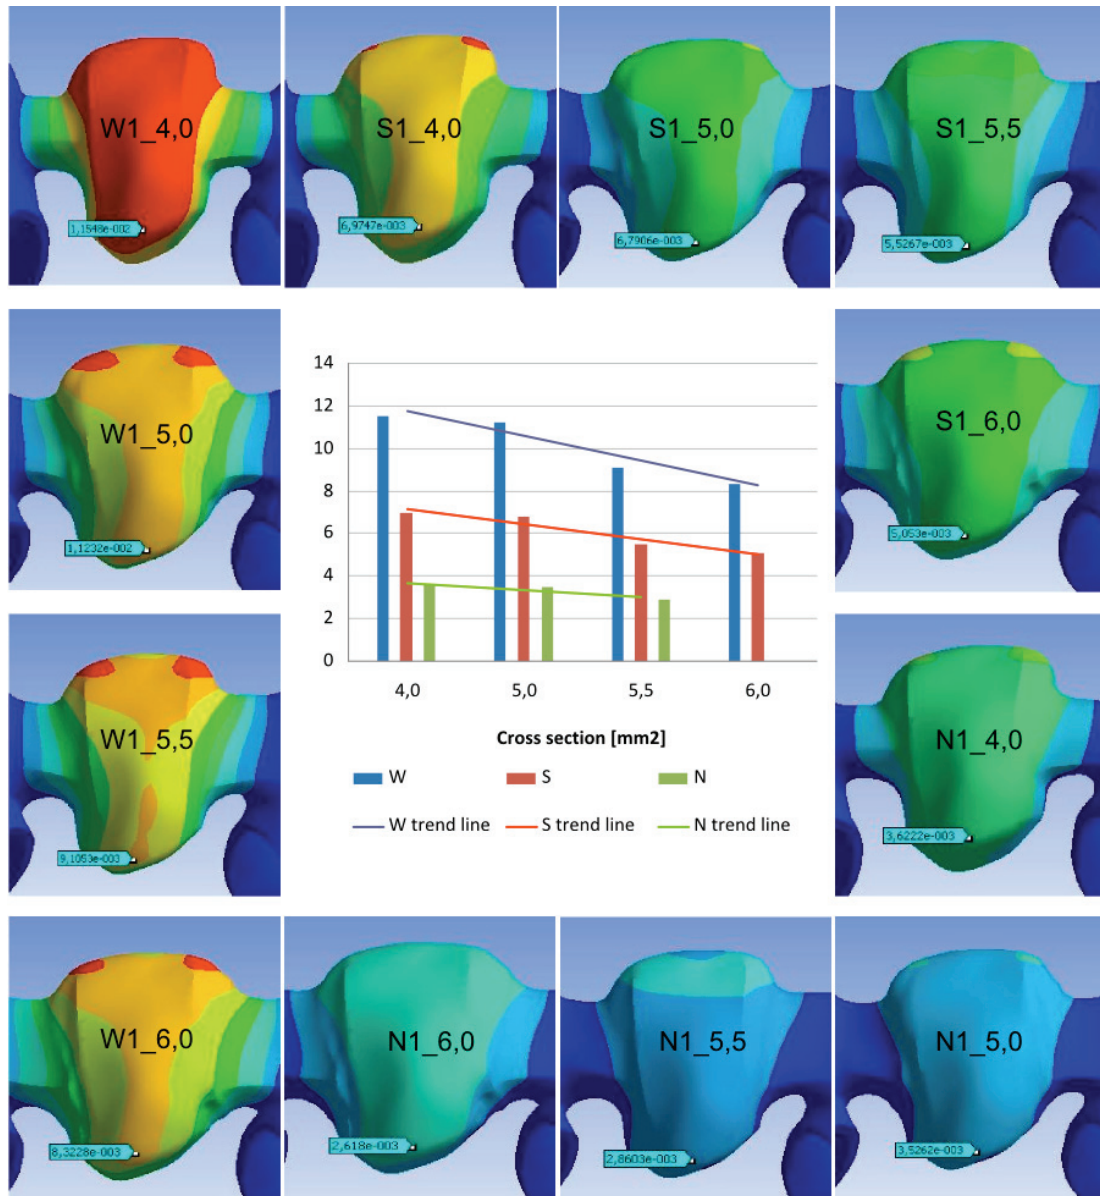 W1_4,0
1,1548e-002
S1_4,0
6,9747e-003
S1_5,0
6,7906e-003
S1_5,5
5,5267e-003
W1_5,0
1,1232e-002
14
12
10
8
6
4
2
0
4,0 5,0 5,5 6,0
Cross section [mm2]
W S N
W trend line S trend line N trend line
S1_6,0
5,053e-003
W1_5,5
9,1053e-003
N1_4,0
3,6222e-003
W1_6,0
8,3228e-003
N1_6,0
2,618e-003
N1_5,5
2,8603e-003
N1_5,0
3,5262e-003